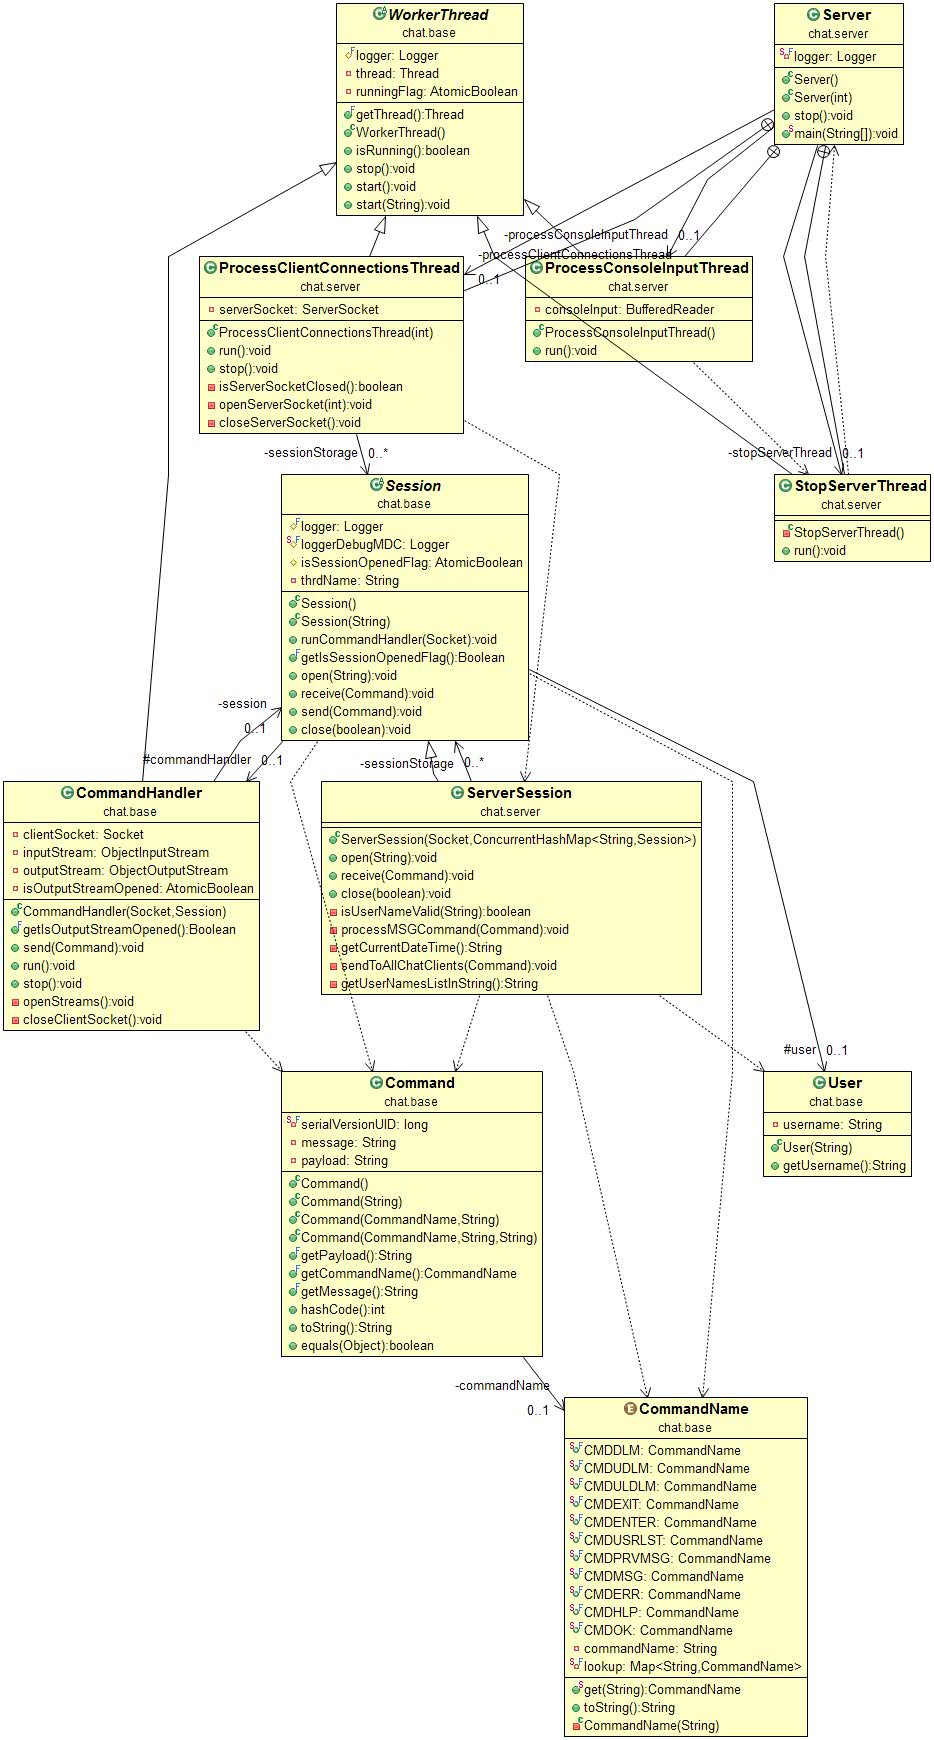 WorkerThread
chat.base
logger: Logger
thread: Thread
runningFlag: AtomicBoolean
getThread():Thread
WorkerThread()
isRunning():boolean
stop():void
start():void
start(String):void
Server
chat.server
logger: Logger
Server()
Server(int)
stop():void
main(String[]):void
-processConsoleInputThread 0..1
-processClientConnectionsThread
0..1
ProcessClientConnectionsThread
chat.server
serverSocket: ServerSocket
ProcessClientConnectionsThread(int)
run():void
stop():void
isServerSocketClosed():boolean
openServerSocket(int):void
closeServerSocket():void
ProcessConsoleInputThread
chat.server
consoleInput: BufferedReader
ProcessConsoleInputThread()
run():void
-sessionStorage 0..*
-stopServerThread 0..1
StopServerThread
chat.server
StopServerThread()
run():void
Session
chat.base
logger: Logger
loggerDebugMDC: Logger
isSessionOpenedFlag: AtomicBoolean
thrdName: String
Session()
Session(String)
runCommandHandler(Socket):void
getIsSessionOpenedFlag():Boolean
open(String):void
receive(Command):void
send(Command):void
close(boolean):void
-session
0..1
#commandHandler 0..1
-sessionStorage 0..*
CommandHandler
chat.base
clientSocket: Socket
inputStream: ObjectInputStream
outputStream: ObjectOutputStream
isOutputStreamOpened: AtomicBoolean
CommandHandler(Socket,Session)
getIsOutputStreamOpened():Boolean
send(Command):void
run():void
stop():void
openStreams():void
closeClientSocket():void
ServerSession
chat.server
ServerSession(Socket,ConcurrentHashMap<String,Session>)
open(String):void
receive(Command):void
close(boolean):void
isUserNameValid(String):boolean
processMSGCommand(Command):void
getCurrentDateTime():String
sendToAllChatClients(Command):void
getUserNamesListInString():String
#user 0..1
Command
chat.base
serialVersionUID: long
message: String
payload: String
Command()
Command(String)
Command(CommandName,String)
Command(CommandName,String,String)
getPayload():String
getCommandName():CommandName
getMessage():String
hashCode():int
toString():String
equals(Object):boolean
User
chat.base
username: String
User(String)
getUsername():String
-commandName
0..1
CommandName
chat.base
CMDDLM: CommandName
CMDUDLM: CommandName
CMDULDLM: CommandName
CMDEXIT: CommandName
CMDENTER: CommandName
CMDUSRLST: CommandName
CMDPRVMSG: CommandName
CMDMSG: CommandName
CMDERR: CommandName
CMDHLP: CommandName
CMDOK: CommandName
commandName: String
lookup: Map<String,CommandName>
get(String):CommandName
toString():String
CommandName(String)